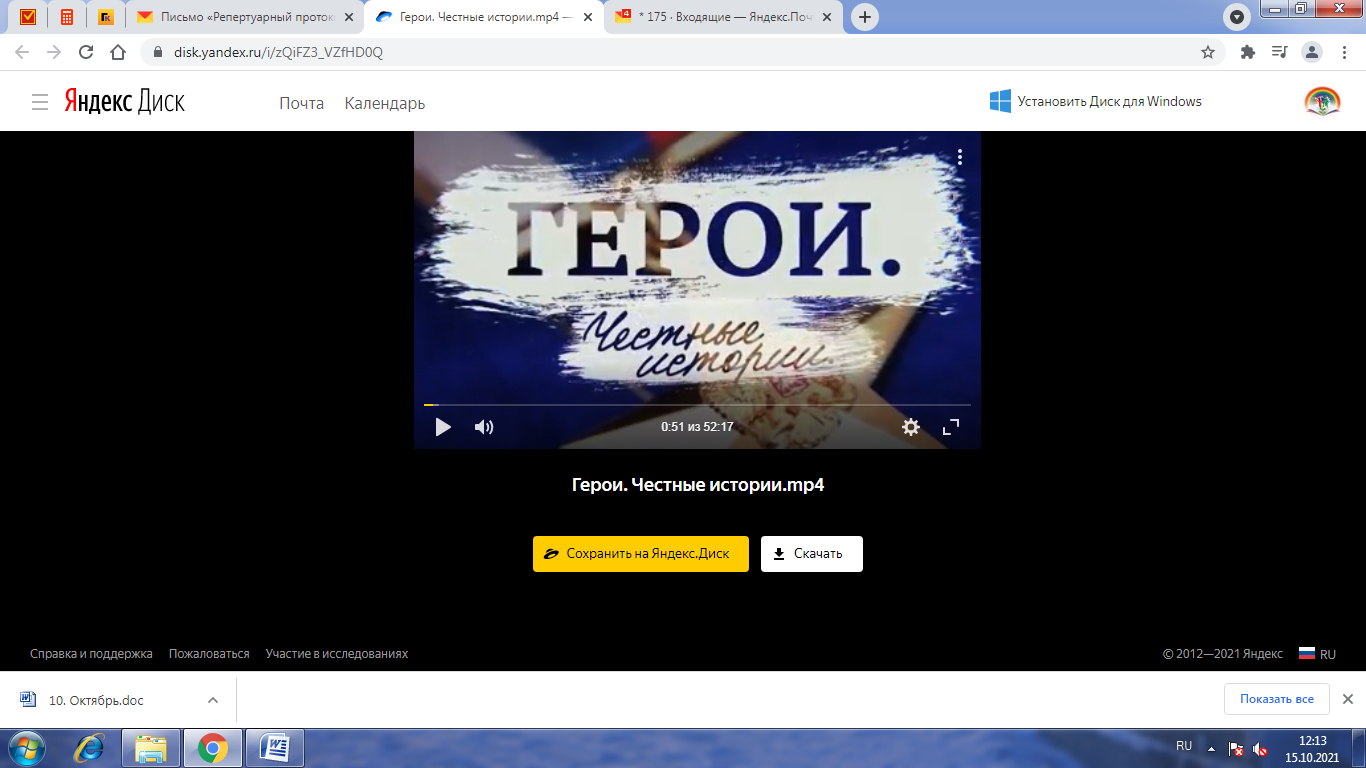 Письмо «Репертуарный проток
Герои. Честные истории.mp4 —
* 175 · Входящие — Яндекс.Поч
disk.yandex.ru/i/zQiFZ3_VZfHD0Q
Яндекс Диск
Почта
Календарь
Установить Диск для Windows
ГЕРОИ.
Честные
истории.
0:51 из 52:17
Герои. Честные истории.mp4
Сохранить на Яндекс.Диск
Скачать
Справка и поддержка
Пожаловаться
Участие в исследованиях
© 2012—2021 Яндекс
RU
10. Октябрь.doc
Показать все
RU
12:13
15.10.2021